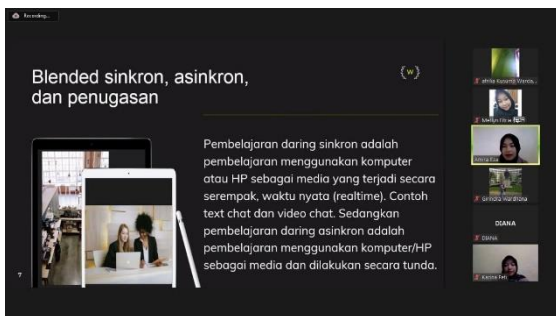 Recording...
Blended sinkron, asinkron,
dan penugasan
{w}
Pembelajaran daring sinkron adalah
pembelajaran menggunakan komputer
atau HP sebagai media yang terjadi secara
serempak, waktu nyata (realtime). Contoh
text chat dan video chat. Sedangkan
pembelajaran daring asinkron adalah
pembelajaran menggunakan komputer/HP
sebagai media dan dilakukan secara tunda.
7
DIANA
DIANA